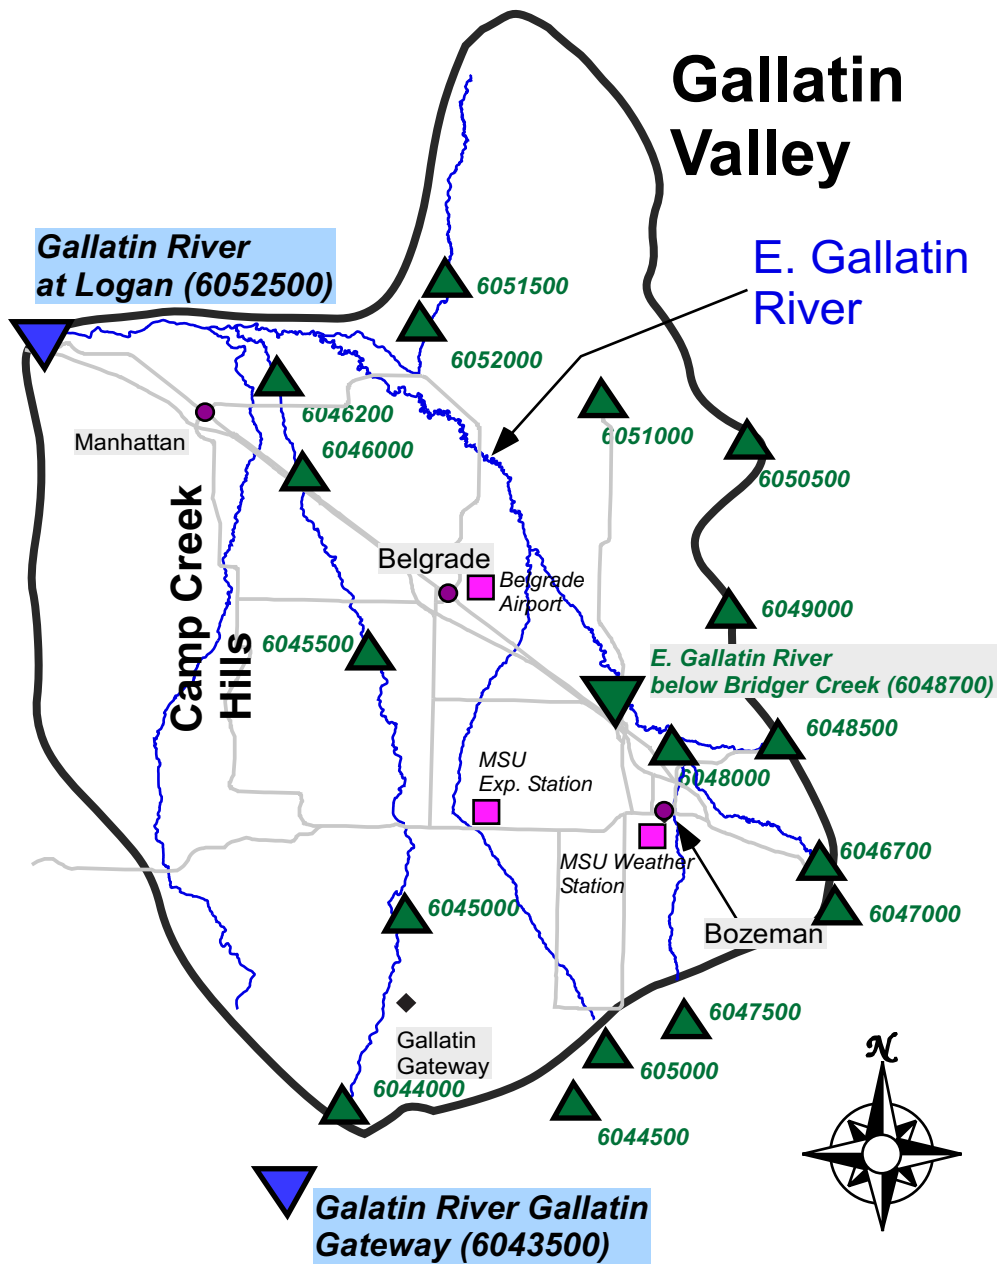 Gallatin
Valley
Gallatin River
at Logan (6052500)
E. Gallatin
River
6051500
6052000
6046200
6051000
Manhattan
6046000
6050500
Camp Creek
Hills
Belgrade
Belgrade
Airport
6049000
6045500
E. Gallatin River
below Bridger Creek (6048700)
6048500
MSU
Exp. Station
6048000
6046700
MSU Weather
Station
6045000
6047000
Bozeman
6047500
Gallatin
Gateway
605000
6044000
6044500
N
Galatin River Gallatin
Gateway (6043500)